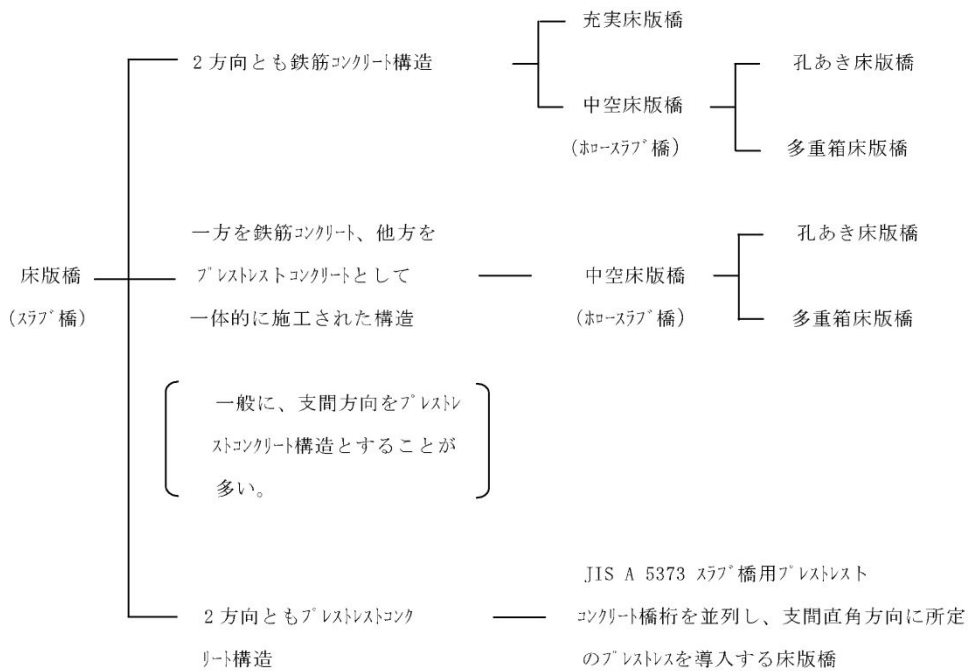 床版橋
(ｽﾗﾌﾞ橋)
2方向とも鉄筋ｺﾝｸﾘｰﾄ構造
充実床版橋
中空床版橋
(ﾎﾛｰｽﾗﾌﾞ橋)
孔あき床版橋
多重箱床版橋
一方を鉄筋ｺﾝｸﾘｰﾄ、他方を
ﾌﾟﾚｽﾄﾚｽﾄｺﾝｸﾘｰﾄとして
一体的に施工された構造
中空床版橋
(ﾎﾛｰｽﾗﾌﾞ橋)
孔あき床版橋
多重箱床版橋
一般に、支間方向をﾌﾟﾚｽﾄﾚ
ｽﾄｺﾝｸﾘｰﾄ構造とすることが
多い。
2方向ともﾌﾟﾚｽﾄﾚｽﾄｺﾝｸ
ﾘｰﾄ構造
JIS A 5373 ｽﾗﾌﾞ橋用ﾌﾟﾚｽﾄﾚｽﾄ
ｺﾝｸﾘｰﾄ橋桁を並列し、支間直角方向に所定
のﾌﾟﾚｽﾄﾚｽを導入する床版橋